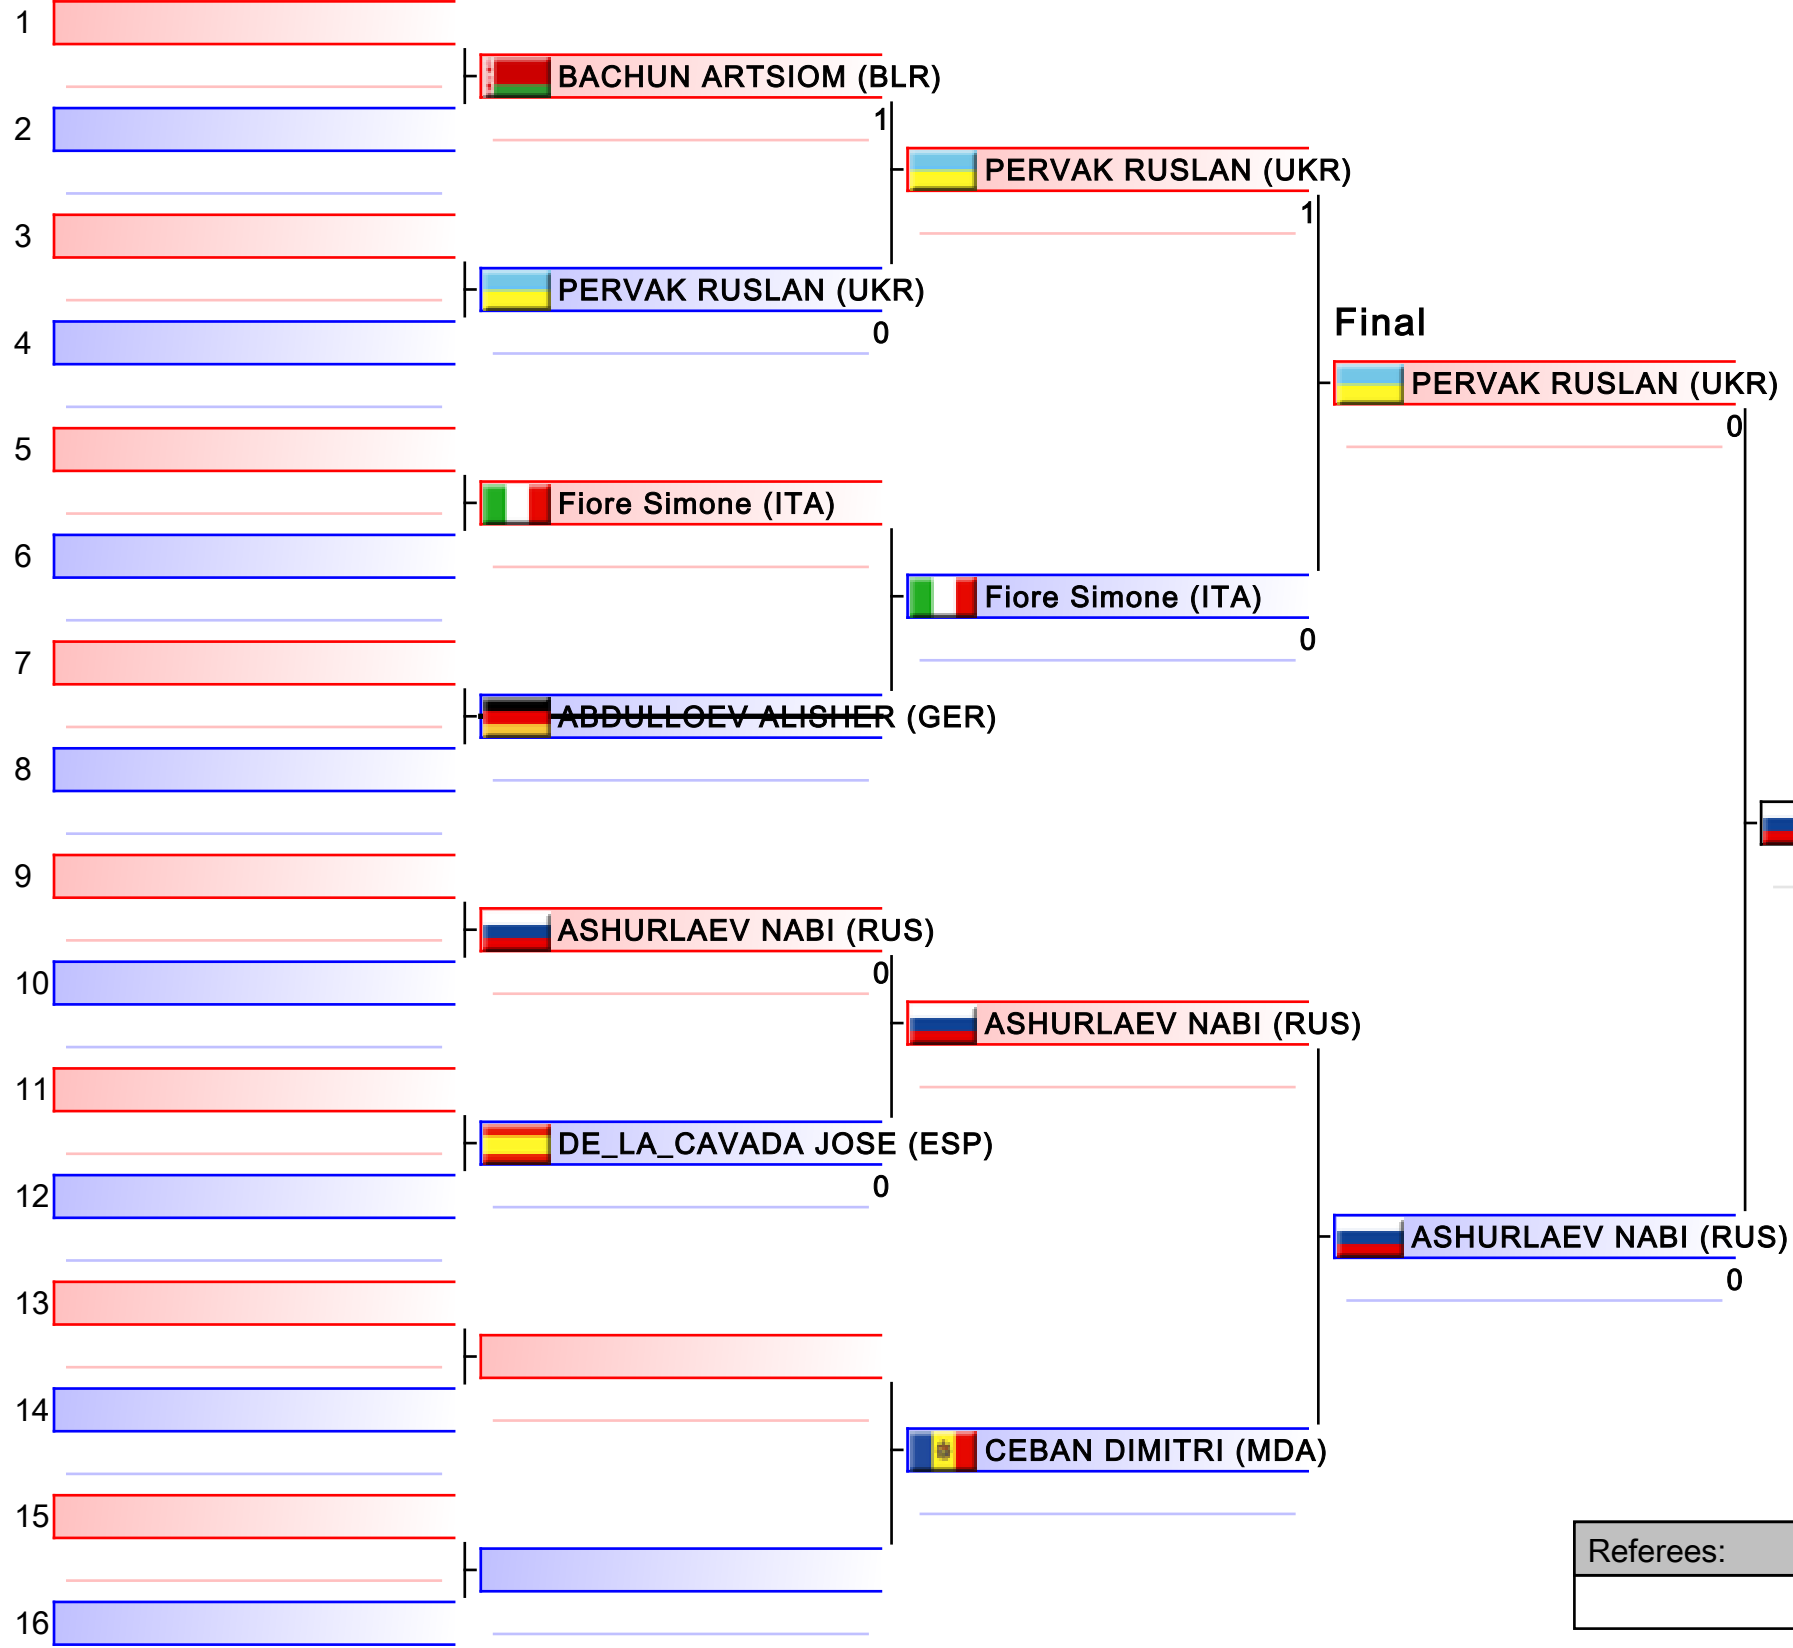 1
BACHUN ARTSIOM (BLR)
1
2
PERVAK RUSLAN (UKR)
1
3
PERVAK RUSLAN (UKR)
0
4
Final
PERVAK RUSLAN (UKR)
0
5
Fiore Simone (ITA)
6
Fiore Simone (ITA)
0
7
ABDULLOEV ALISHER (GER)
8
9
ASHURLAEV NABI (RUS)
0
10
ASHURLAEV NABI (RUS)
11
DE_LA_CAVADA JOSE (ESP)
0
12
ASHURLAEV NABI (RUS)
0
13
14
CEBAN DIMITRI (MDA)
15
Referees:
16